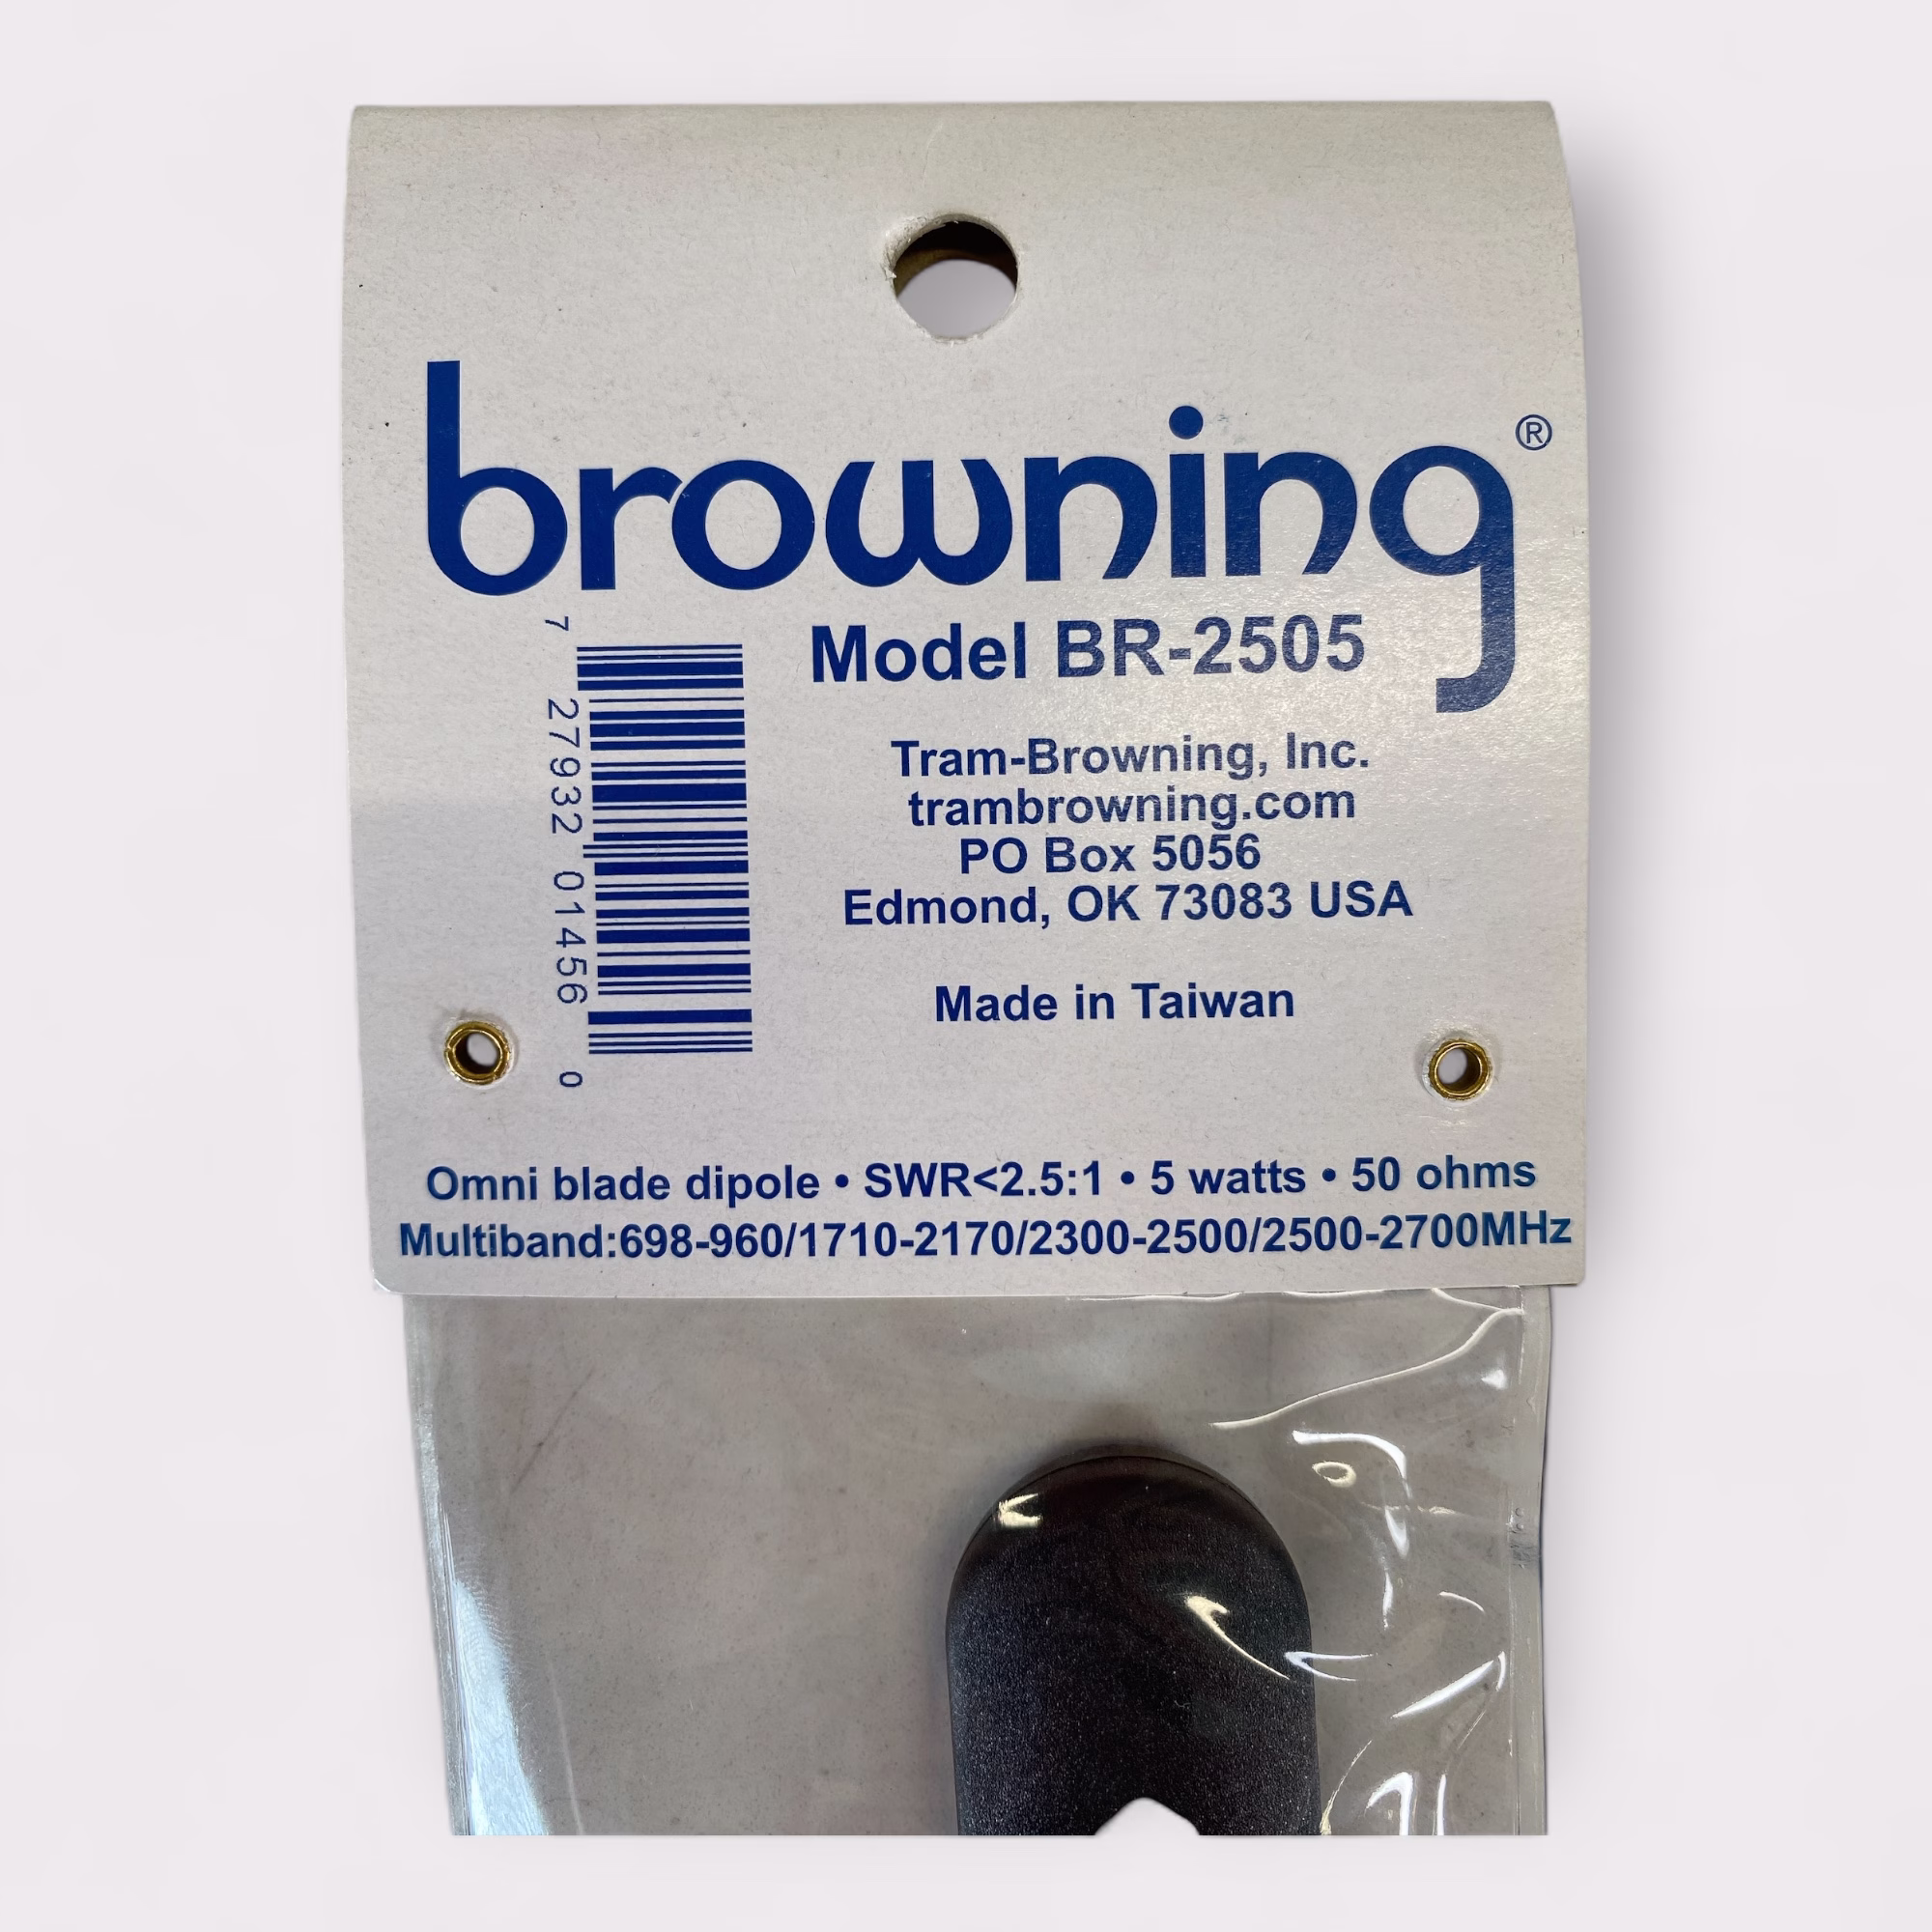 browning®
Model BR-2505
7 27932 01456 0
Tram-Browning, Inc.
trambrowning.com
PO Box 5056
Edmond, OK 73083 USA
Made in Taiwan
Omni blade dipole • SWR<2.5:1 • 5 watts • 50 ohms
Multiband:698-960/1710-2170/2300-2500/2500-2700MHz